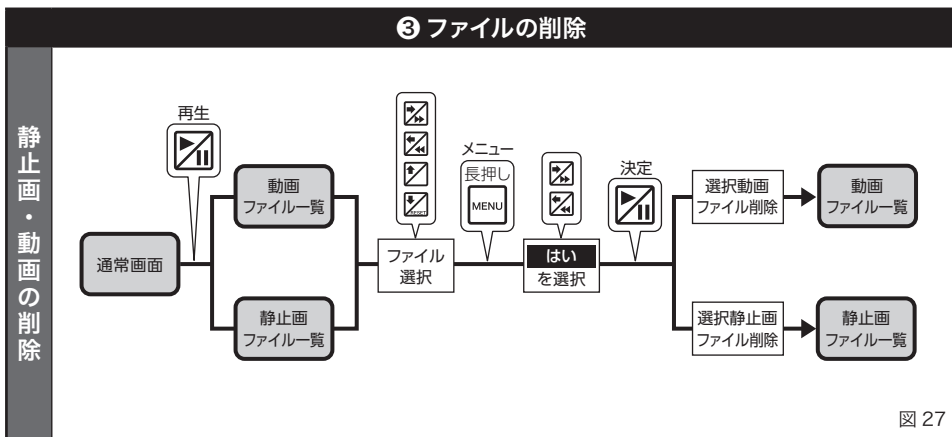 ❸ ファイルの削除
静止画・動画の削除
再生
通常画面
動画
ファイル一覧
静止画
ファイル一覧
RESET
ファイル
選択
メニュー
長押し
MENU
はい
を選択
決定
選択動画
ファイル削除
動画
ファイル一覧
選択静止画
ファイル削除
静止画
ファイル一覧
図 27